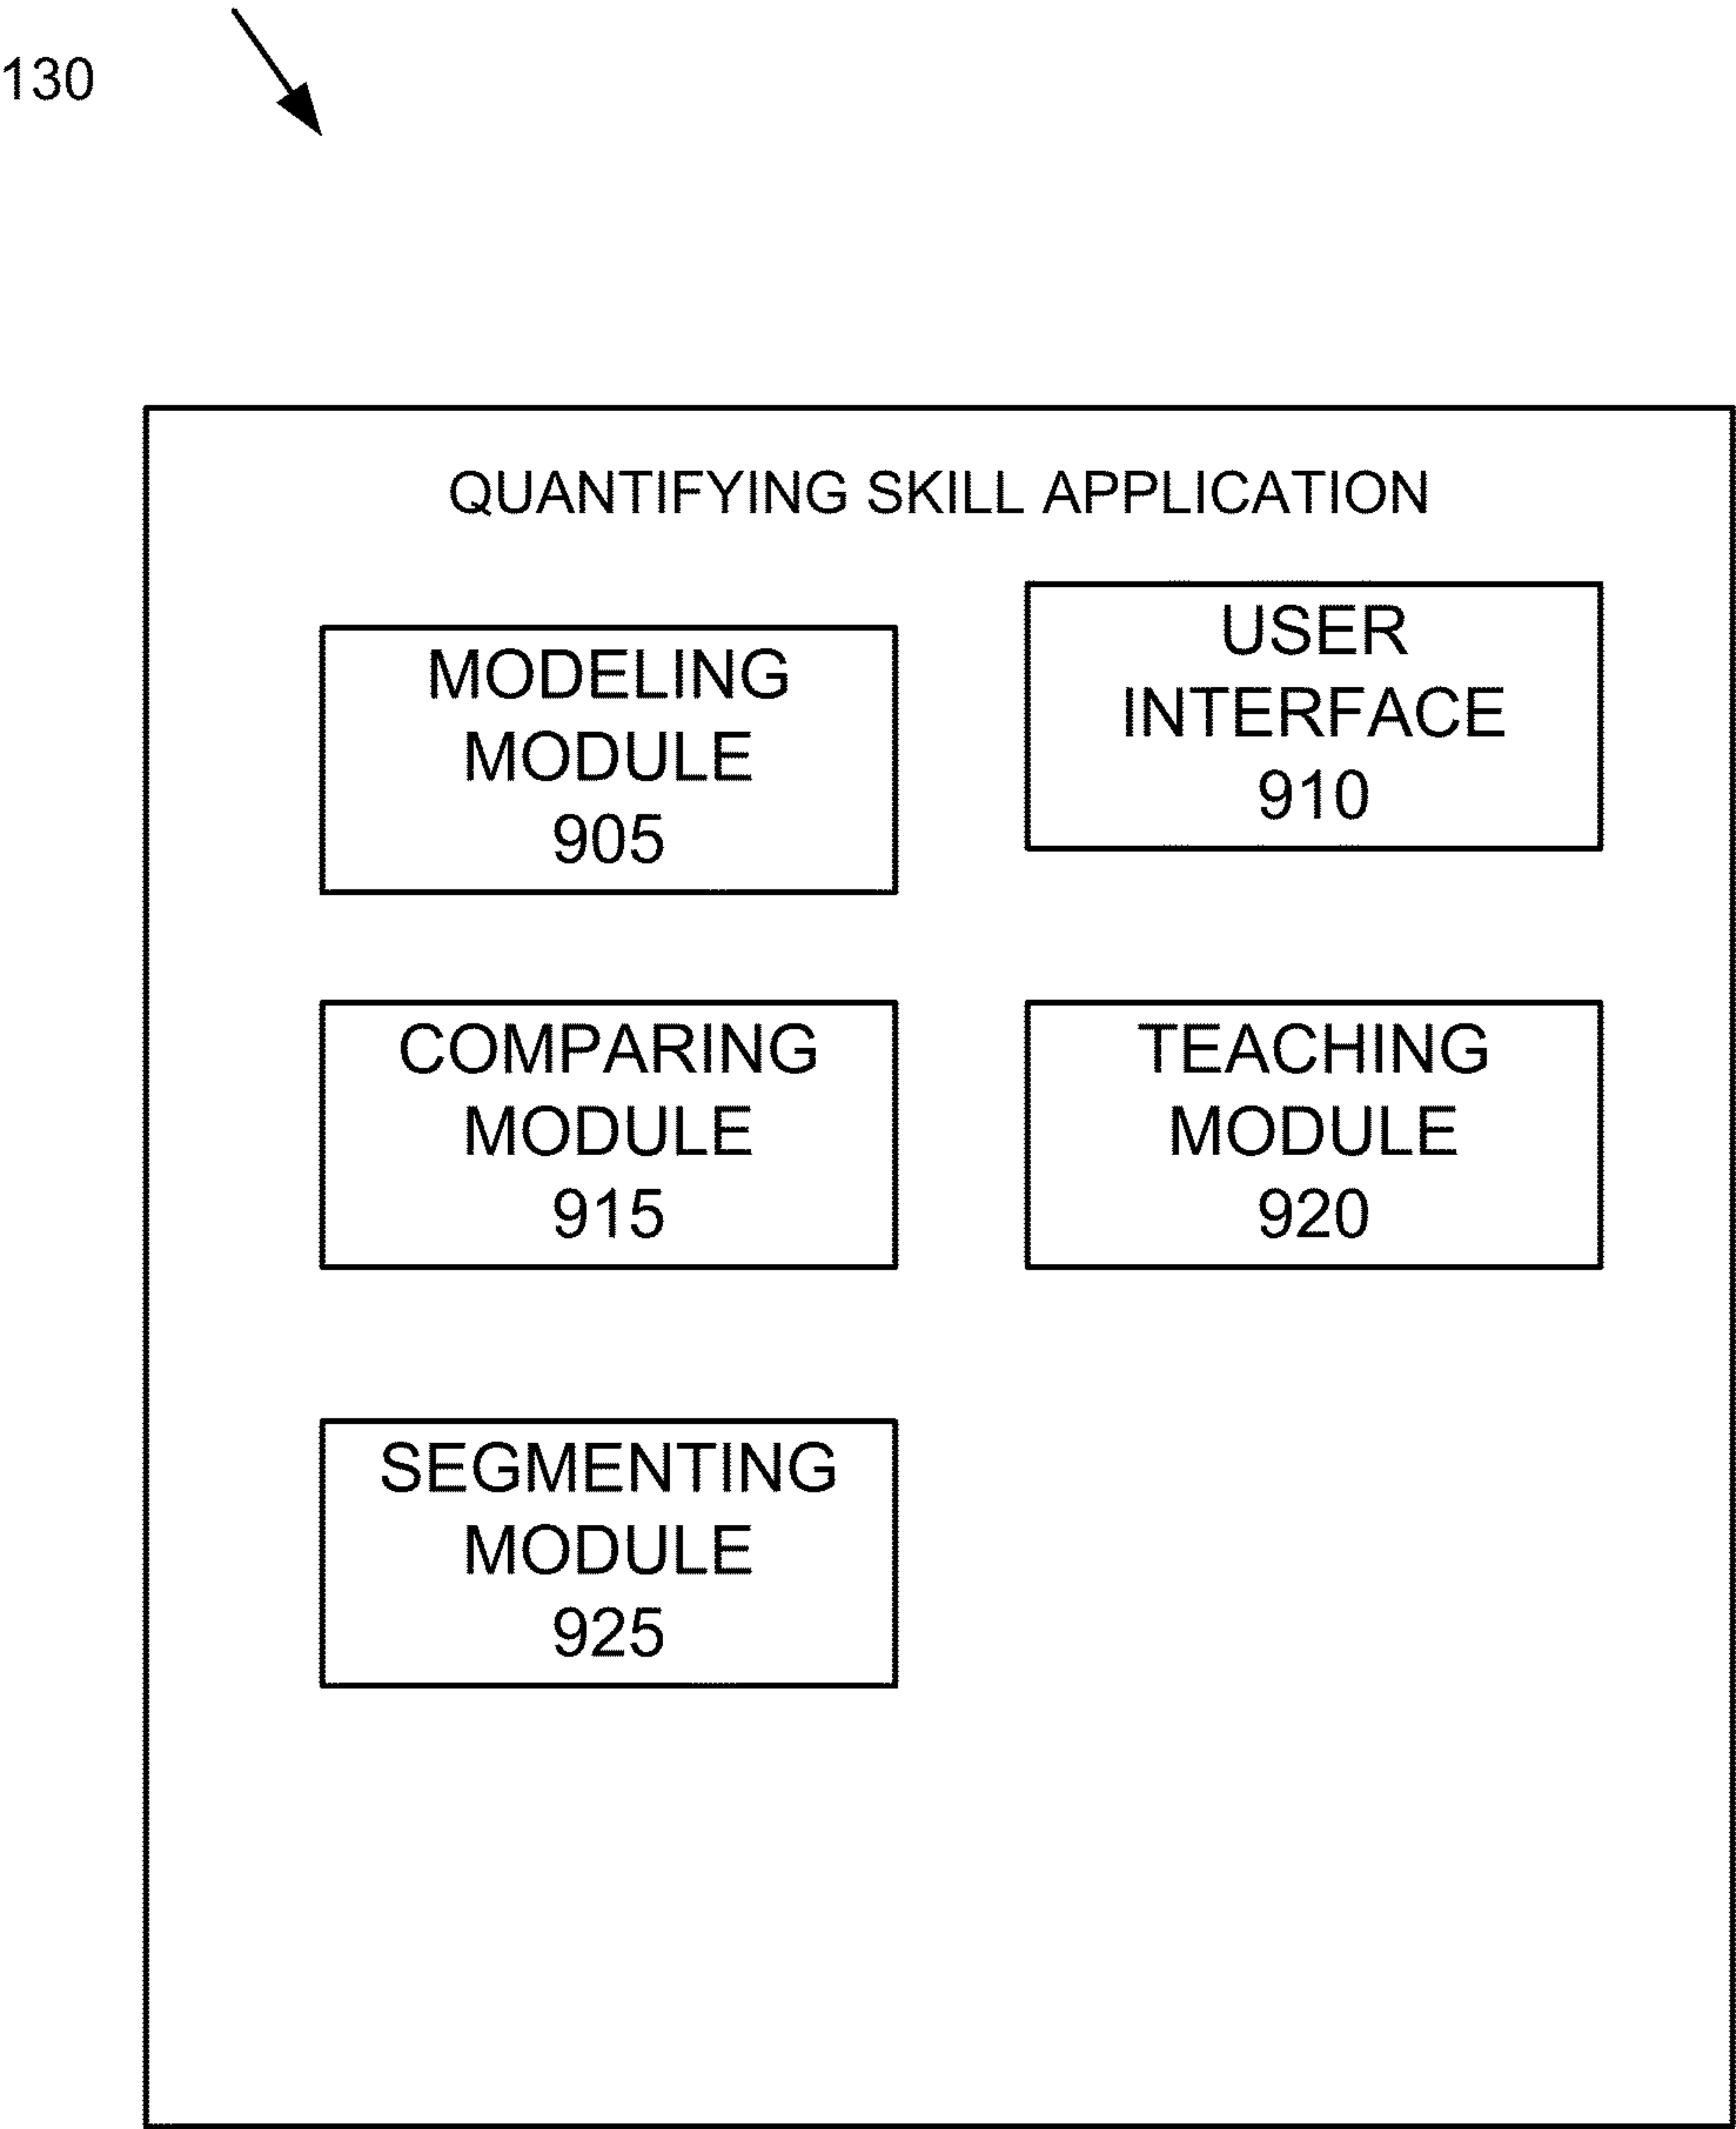 130
QUANTIFYING SKILL APPLICATION
MODELING
MODULE
905
USER
INTERFACE
910
COMPARING
MODULE
915
TEACHING
MODULE
920
SEGMENTING
MODULE
925